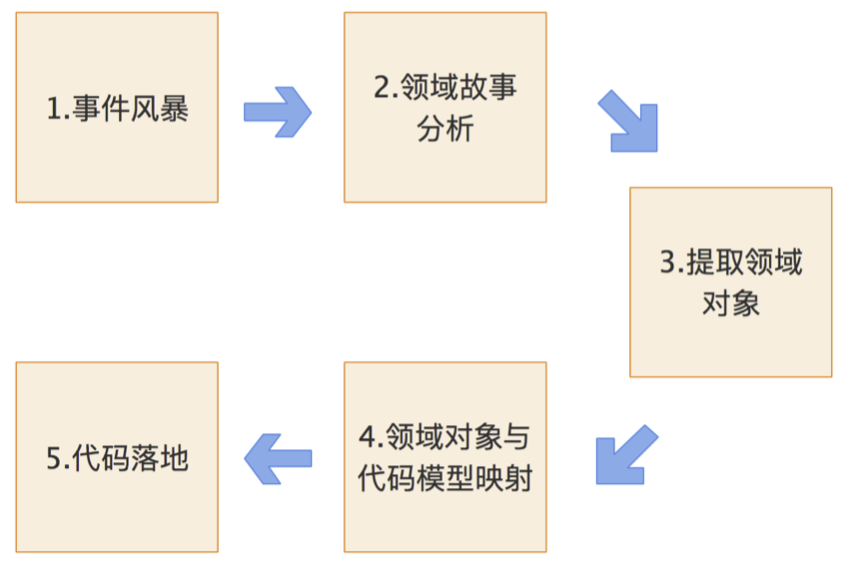 1.事件风暴
2.领域故事
分析
3.提取领域
对象
4.领域对象与
代码模型映射
5.代码落地